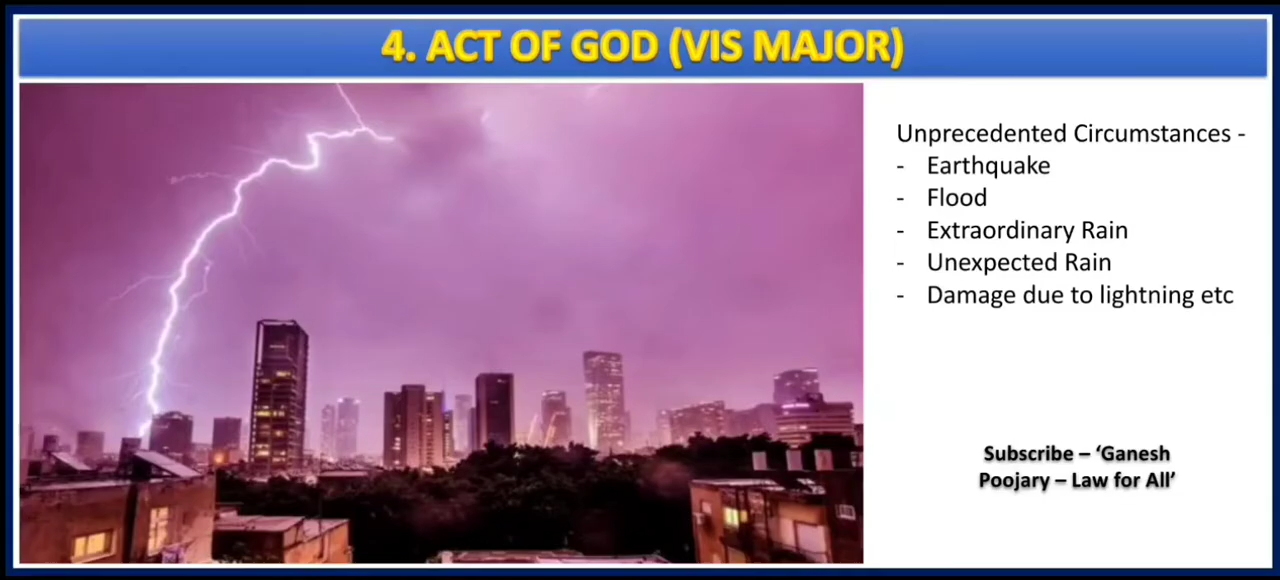 4. ACT OF GOD (VIS MAJOR)
Unprecedented Circumstances -
- Earthquake
- Flood
- Extraordinary Rain
- Unexpected Rain
- Damage due to lightning etc
Subscribe – ‘Ganesh
Poojary – Law for All’